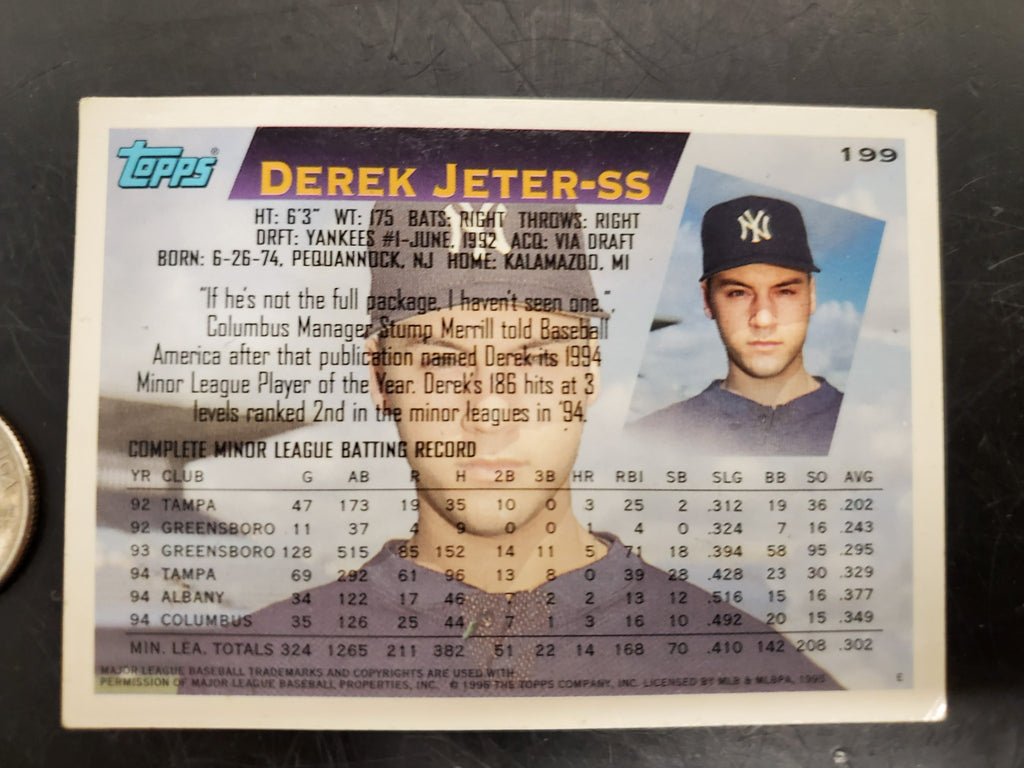 Topps®
199
DEREK JETER-SS
HT: 6'3" WT: 175 BATS: RIGHT THROWS: RIGHT
DRFT: YANKEES #1-JUNE, 1992 ACQ: VIA DRAFT
BORN: 6-26-74, PEQUANNOCK, NJ HOME: KALAMAZOO, MI
"If he's not the full package, I haven't seen one.",
Columbus Manager Stump Merrill told Baseball
America after that publication named Derek its 1994
Minor League Player of the Year. Derek's 186 hits at 3
levels ranked 2nd in the minor leagues in '94.
COMPLETE MINOR LEAGUE BATTING RECORD
YR CLUB G AB R H 2B 3B HR RBI SB SLG BB SO AVG
92 TAMPA 47 173 19 35 10 0 3 25 2 .312 19 36 .202
92 GREENSBORO 11 37 4 9 0 0 1 4 0 .324 7 16 .243
93 GREENSBORO 128 515 85 152 14 11 5 71 18 .394 58 95 .295
94 TAMPA 69 292 61 96 13 8 0 39 28 .428 23 30 .329
94 ALBANY 34 122 17 46 7 2 2 13 12 .516 15 16 .377
94 COLUMBUS 35 126 25 44 7 1 3 16 10 .492 20 15 .349
MIN. LEA. TOTALS 324 1265 211 382 51 22 14 168 70 .410 142 208 .302
MAJOR LEAGUE BASEBALL TRADEMARKS AND COPYRIGHTS ARE USED WITH
PERMISSION OF MAJOR LEAGUE BASEBALL PROPERTIES, INC. © 1995 THE TOPPS COMPANY, INC. LICENSED BY MLB & MLBPA, 1995
E
NY